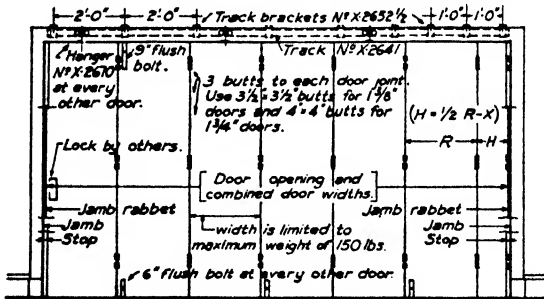 2'-0" 2'-0" Track brackets Nº X-2652½ 1'-0" 1'-0"
Hanger
Nº X-2670
at every
other door.
9" flush
bolt.
Track Nº X-2641
3 butts to each door joint.
Use 3½"=3½" butts for 1⅜"
doors and 4"=4" butts for
1¾" doors.
(H=½ R-X)
R H
Lock by others.
Door opening and
combined door widths.
Jamb rabbet
Jamb
Stop
width is limited to
maximum weight of 150 lbs.
Jamb rabbet
Jamb
Stop
6" flush bolt at every other door.